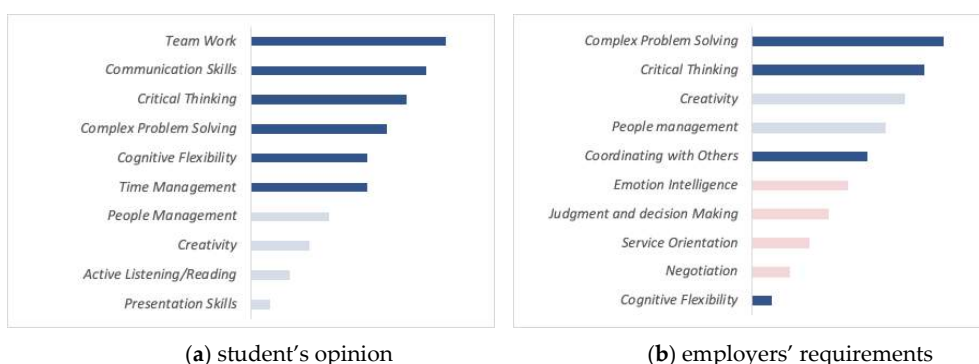 Team Work
Communication Skills
Critical Thinking
Complex Problem Solving
Cognitive Flexibility
Time Management
People Management
Creativity
Active Listening/Reading
Presentation Skills
(a) student's opinion
Complex Problem Solving
Critical Thinking
Creativity
People management
Coordinating with Others
Emotion Intelligence
Judgment and decision Making
Service Orientation
Negotiation
Cognitive Flexibility
(b) employers' requirements